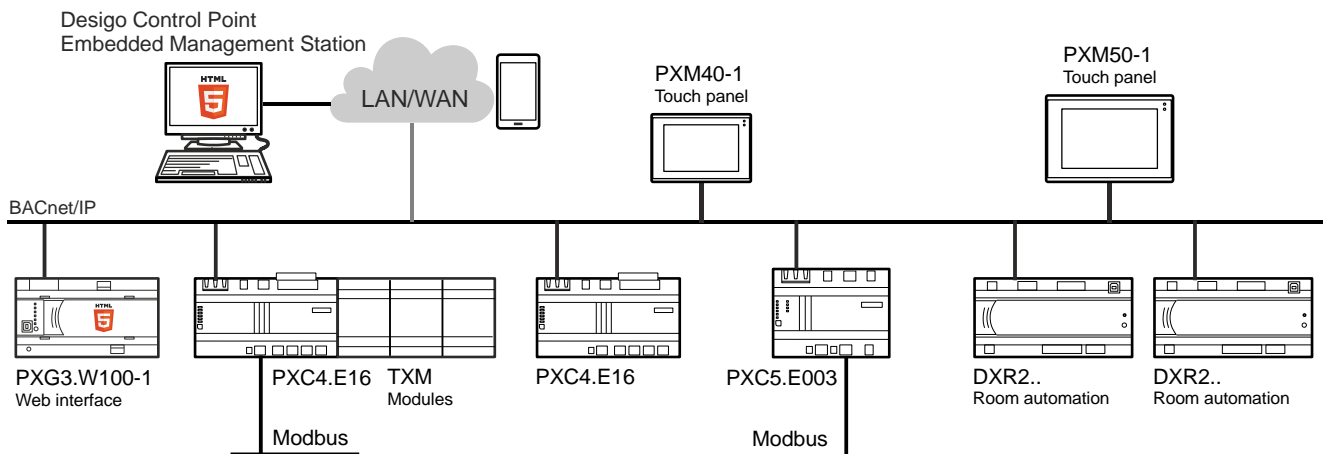 Desigo Control Point
Embedded Management Station
HTML
5
LAN/WAN
PXM40-1
Touch panel
PXM50-1
Touch panel
BACnet/IP
HTML
5
PXG3.W100-1
Web interface
PXC4.E16
TXM
Modules
PXC4.E16
PXC5.E003
DXR2..
Room automation
DXR2..
Room automation
Modbus
Modbus